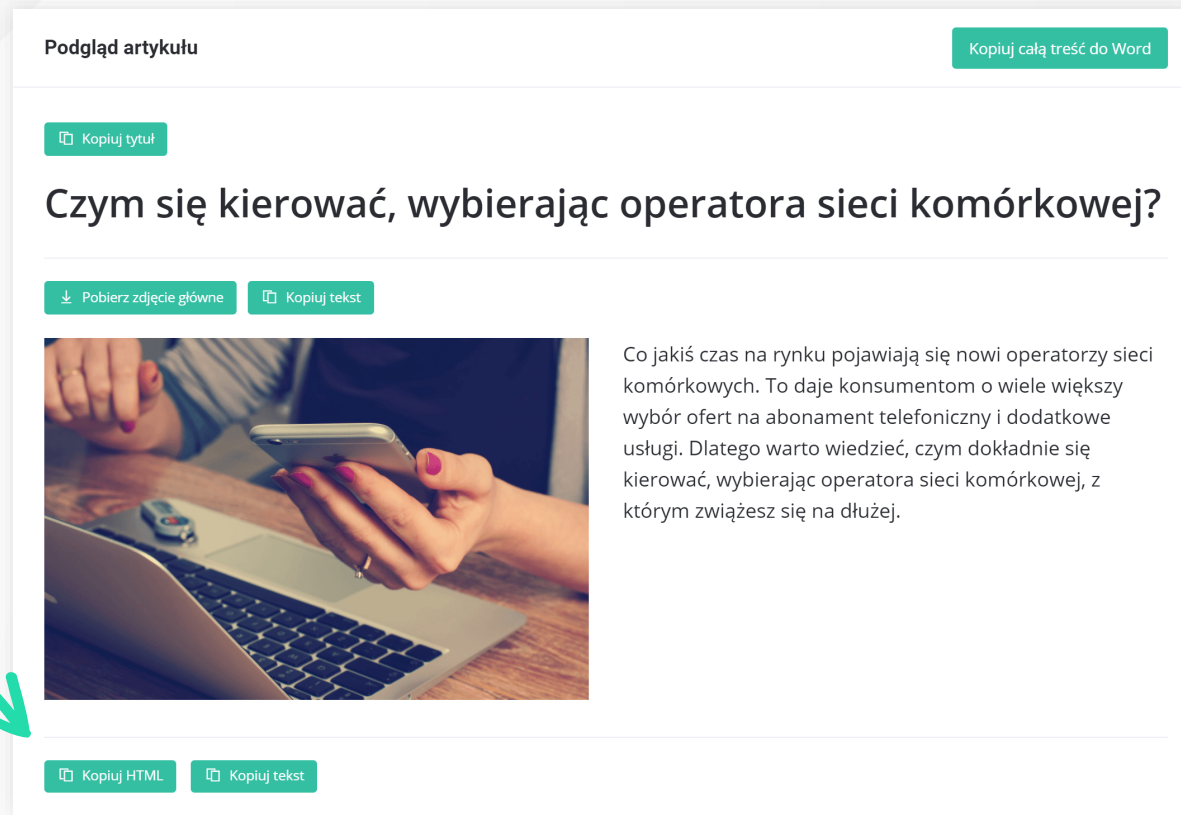 Podgląd artykułu
Kopiuj całą treść do Word
Kopiuj tytuł
Czym się kierować, wybierając operatora sieci komórkowej?
Pobierz zdjęcie główne
Kopiuj tekst
Co jakiś czas na rynku pojawiają się nowi operatorzy sieci
komórkowych. To daje konsumentom o wiele większy
wybór ofert na abonament telefoniczny i dodatkowe
usługi. Dlatego warto wiedzieć, czym dokładnie się
kierować, wybierając operatora sieci komórkowej, z
którym zwiążesz się na dłużej.
Kopiuj HTML
Kopiuj tekst